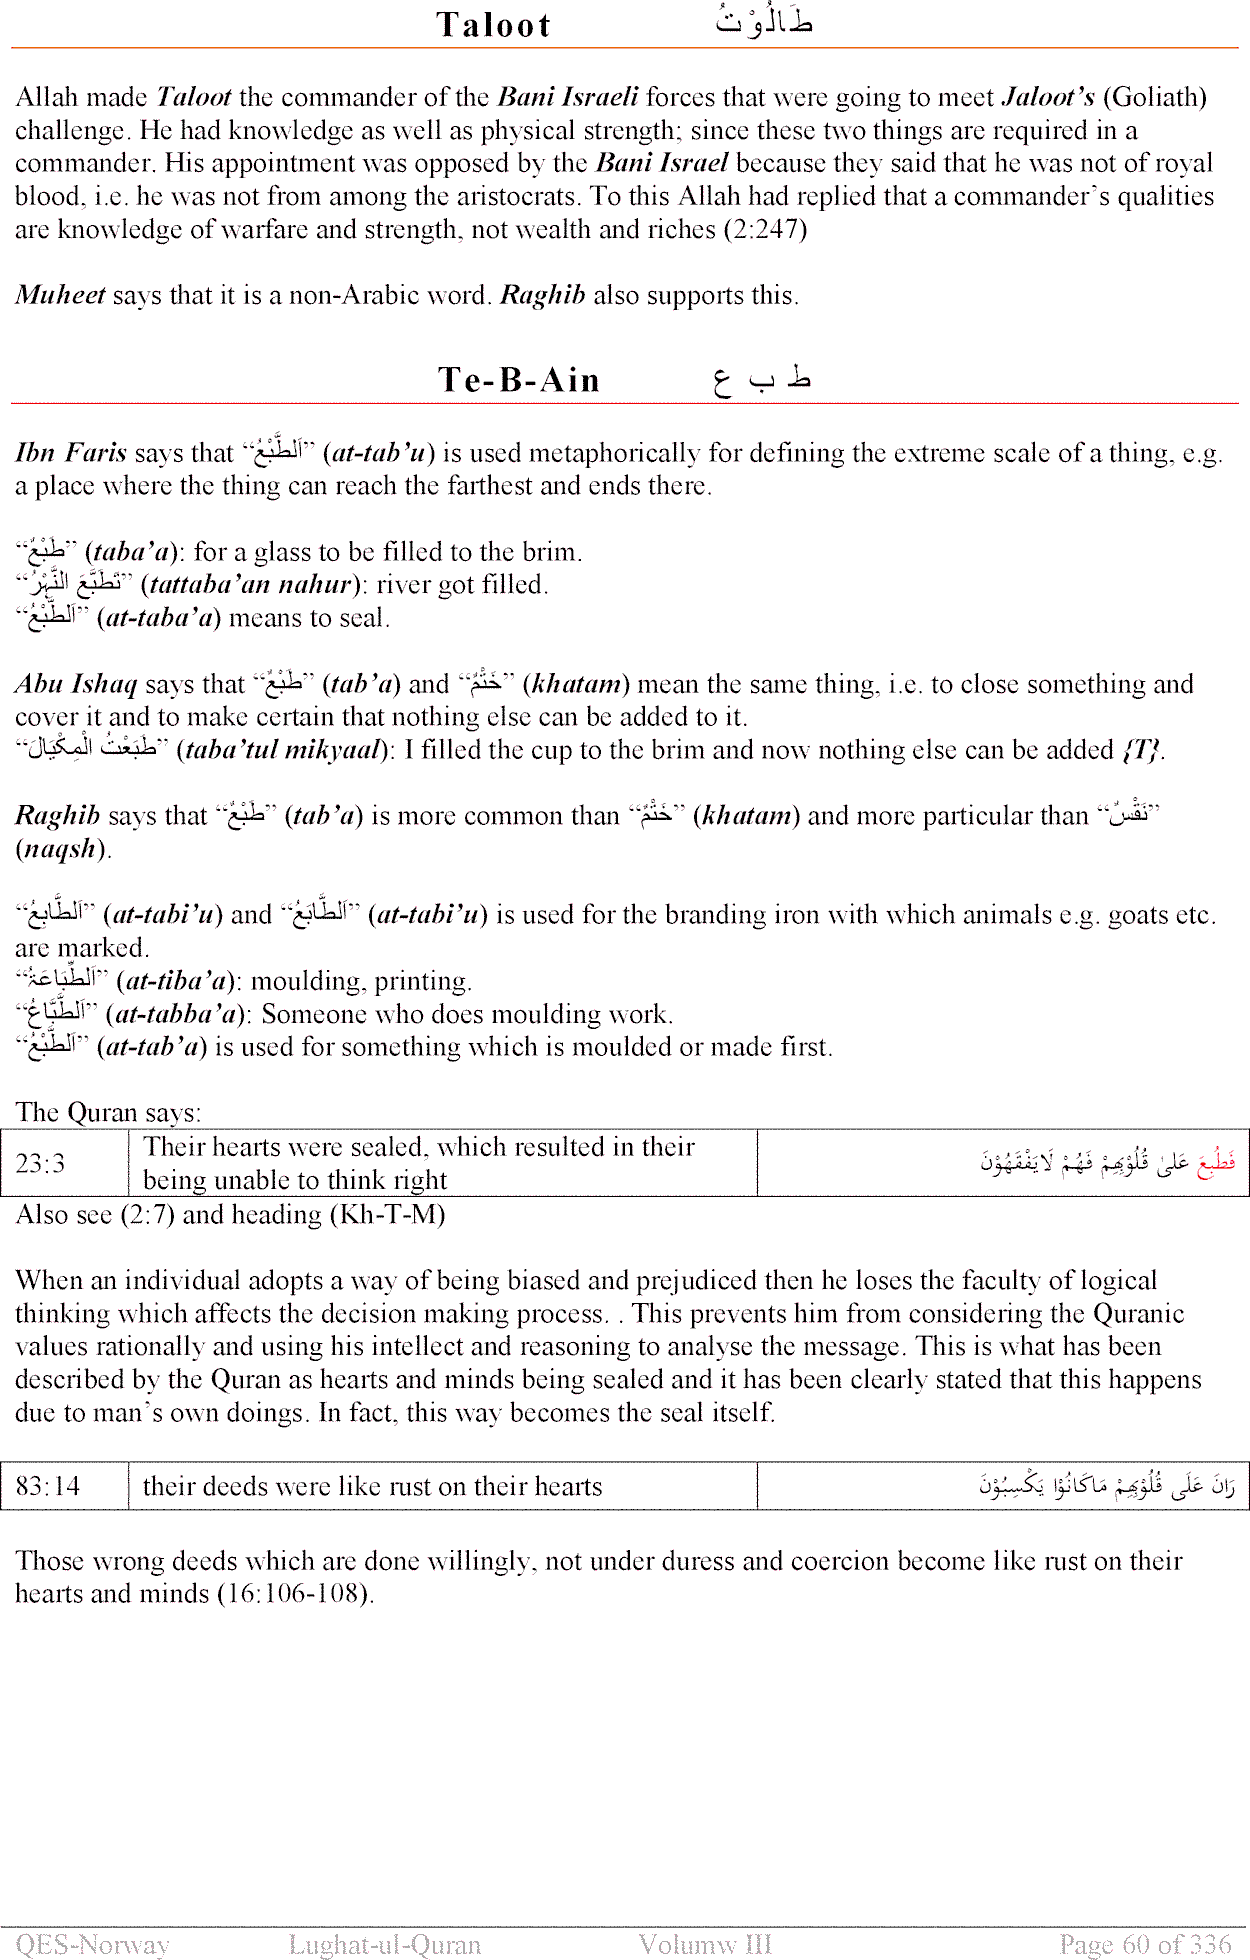 Taloot طَالُوْتُ
Allah made Taloot the commander of the Bani Israeli forces that were going to meet Jaloot’s (Goliath)
challenge. He had knowledge as well as physical strength; since these two things are required in a
commander. His appointment was opposed by the Bani Israel because they said that he was not of royal
blood, i.e. he was not from among the aristocrats. To this Allah had replied that a commander’s qualities
are knowledge of warfare and strength, not wealth and riches (2:247)
Muheet says that it is a non-Arabic word. Raghib also supports this.
Te-B-Ain ط ب ع
Ibn Faris says that “اَلطَّبْعُ” (at-tab’u) is used metaphorically for defining the extreme scale of a thing, e.g.
a place where the thing can reach the farthest and ends there.
“طَبْعٌ” (taba’a): for a glass to be filled to the brim.
“تَطَبَّعَ النَّہْرُ” (tattaba’an nahur): river got filled.
“اَلطَّبْعُ” (at-taba’a) means to seal.
Abu Ishaq says that “طَبْعٌ” (tab’a) and “خَتْمٌ” (khatam) mean the same thing, i.e. to close something and
cover it and to make certain that nothing else can be added to it.
“طَبَعْتُ الْمِکْيَالَ” (taba’tul mikyaal): I filled the cup to the brim and now nothing else can be added {T}.
Raghib says that “طَبْعٌ” (tab’a) is more common than “خَتْمٌ” (khatam) and more particular than “نَقْسٌ”
(naqsh).
“اَلطَّابِعُ” (at-tabi’u) and “اَلطَّابَعُ” (at-tabi’u) is used for the branding iron with which animals e.g. goats etc.
are marked.
“اَلطِّبَاعَۃُ” (at-tiba’a): moulding, printing.
“اَلطَّبَّاعُ” (at-tabba’a): Someone who does moulding work.
“اَلطَّبْعُ” (at-tab’a) is used for something which is moulded or made first.
The Quran says:
23:3 Their hearts were sealed, which resulted in their being unable to think right فَطُبِعَ عَلىٰ قُلُوْبِهِمْ فَهُمْ لَا يَفْقَهُوْنَ
Also see (2:7) and heading (Kh-T-M)
When an individual adopts a way of being biased and prejudiced then he loses the faculty of logical
thinking which affects the decision making process. . This prevents him from considering the Quranic
values rationally and using his intellect and reasoning to analyse the message. This is what has been
described by the Quran as hearts and minds being sealed and it has been clearly stated that this happens
due to man’s own doings. In fact, this way becomes the seal itself.
83:14 their deeds were like rust on their hearts رَانَ عَلَى قُلُوْبِهِمْ مَا كَانُوْا يَكْسِبُوْنَ
Those wrong deeds which are done willingly, not under duress and coercion become like rust on their
hearts and minds (16:106-108).
QES-Norway Lughat-ul-Quran Volumw III Page 60 of 336